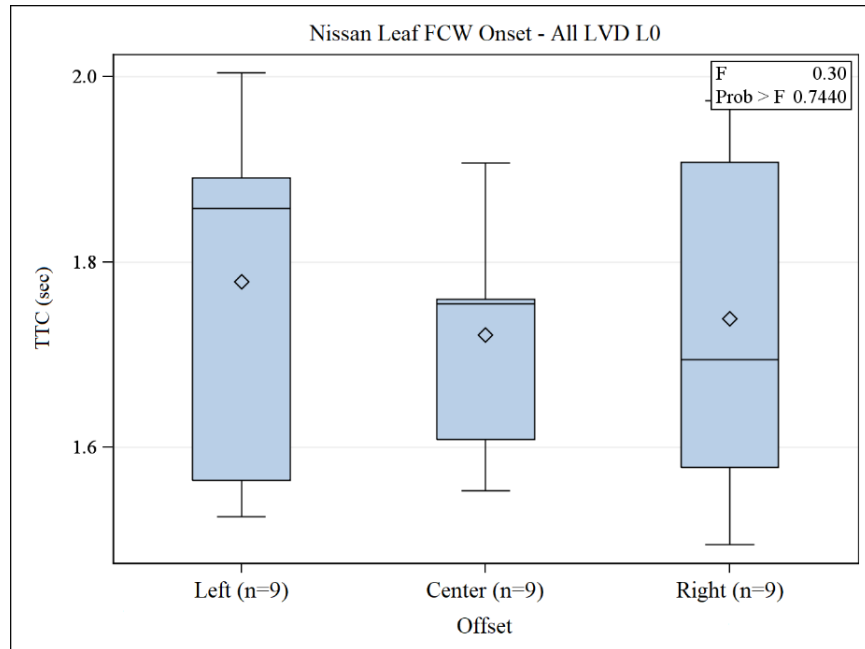 Nissan Leaf FCW Onset - All LVD L0
F 0.30
Prob > F 0.7440
2.0
1.8
1.6
TTC (sec)
Left (n=9) Center (n=9) Right (n=9)
Offset